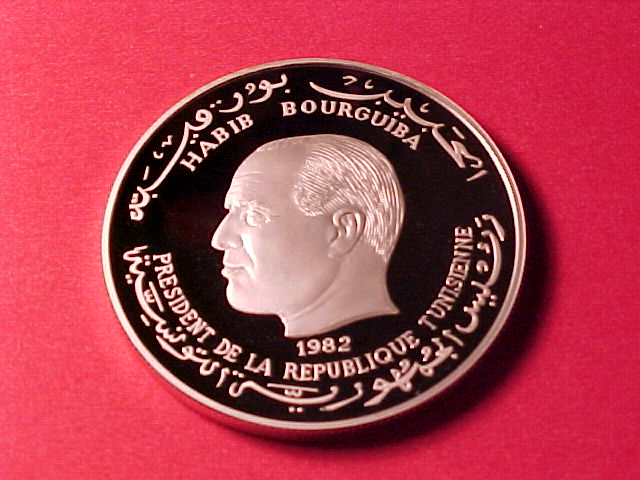 الحبيب بورقيبة
HABIB BOURGUIBA
1982
PRESIDENT DE LA REPUBLIQUE TUNISIENNE
رئيس الجمهورية التونسية